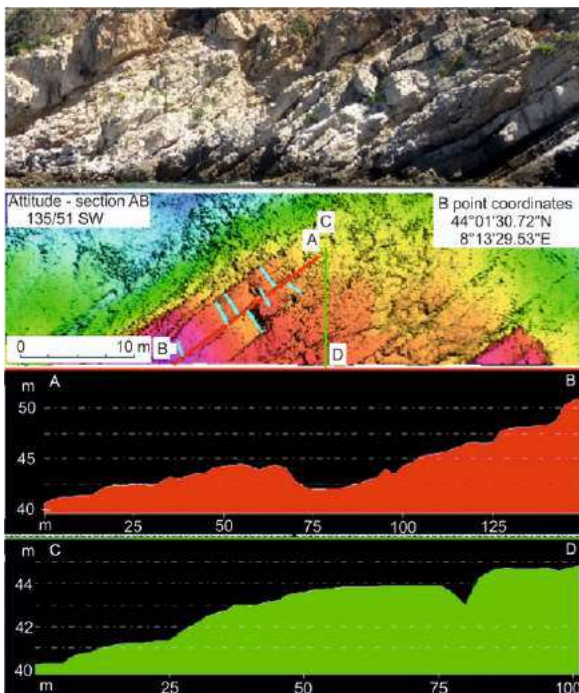 Attitude - section AB
135/51 SW
B point coordinates
44°01'30.72"N
8°13'29.53"E
C
A
B
D
0 10 m
m A B
50
45
40
m 25 50 75 100 125
m C D
44
42
40
m 25 50 75 100